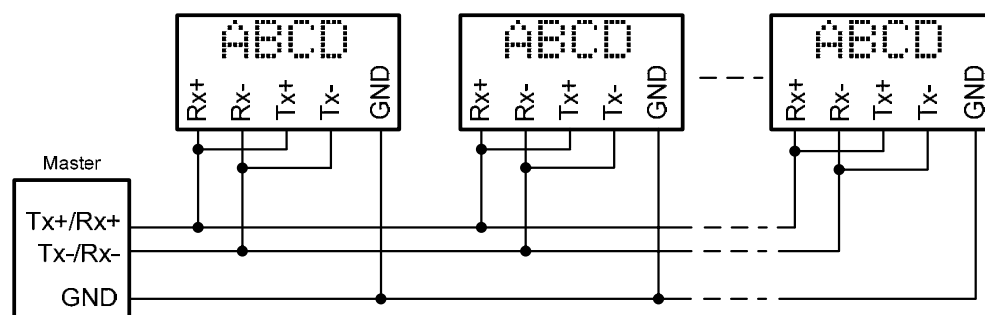 ABCD ABCD ABCD
Rx+ Rx- Tx+ Tx- GND Rx+ Rx- Tx+ Tx- GND Rx+ Rx- Tx+ Tx- GND
Master
Tx+/Rx+
Tx-/Rx-
GND